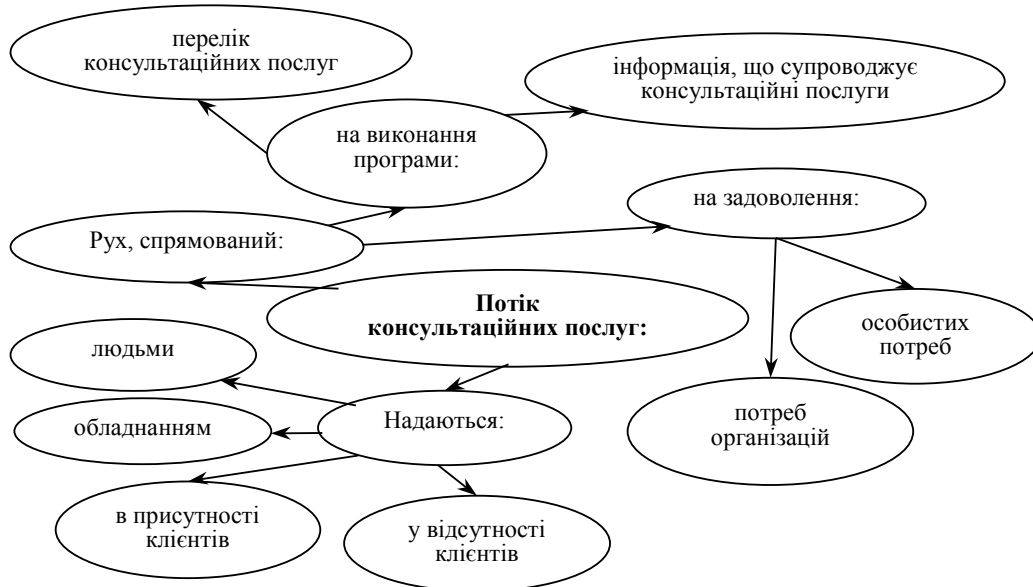 перелік
консультаційних послуг
інформація, що супроводжує
консультаційні послуги
на виконання
програми:
на задоволення:
Рух, спрямований:
Потік
консультаційних послуг:
особистих
потреб
людьми
потреб
організацій
Надаються:
обладнанням
в присутності
клієнтів
у відсутності
клієнтів